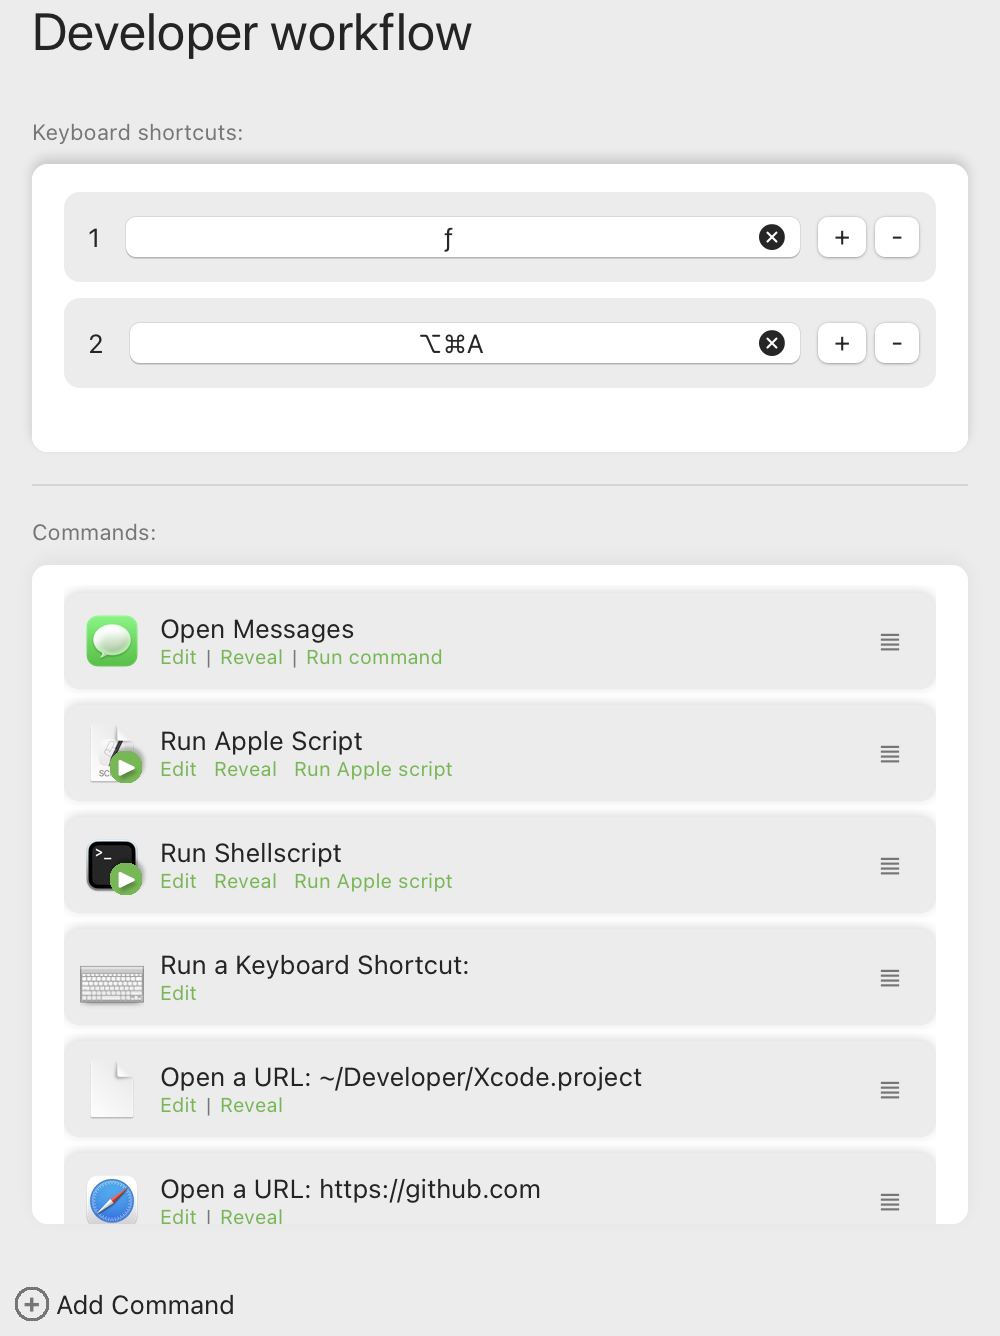 Developer workflow
Keyboard shortcuts:
1 ƒ + -
2 ⌥⌘A + -
Commands:
Open Messages
Edit | Reveal | Run command
Run Apple Script
Edit Reveal Run Apple script
Run Shellscript
>_
Edit Reveal Run Apple script
Run a Keyboard Shortcut:
Edit
Open a URL: ~/Developer/Xcode.project
Edit | Reveal
Open a URL: https://github.com
Edit | Reveal
Add Command